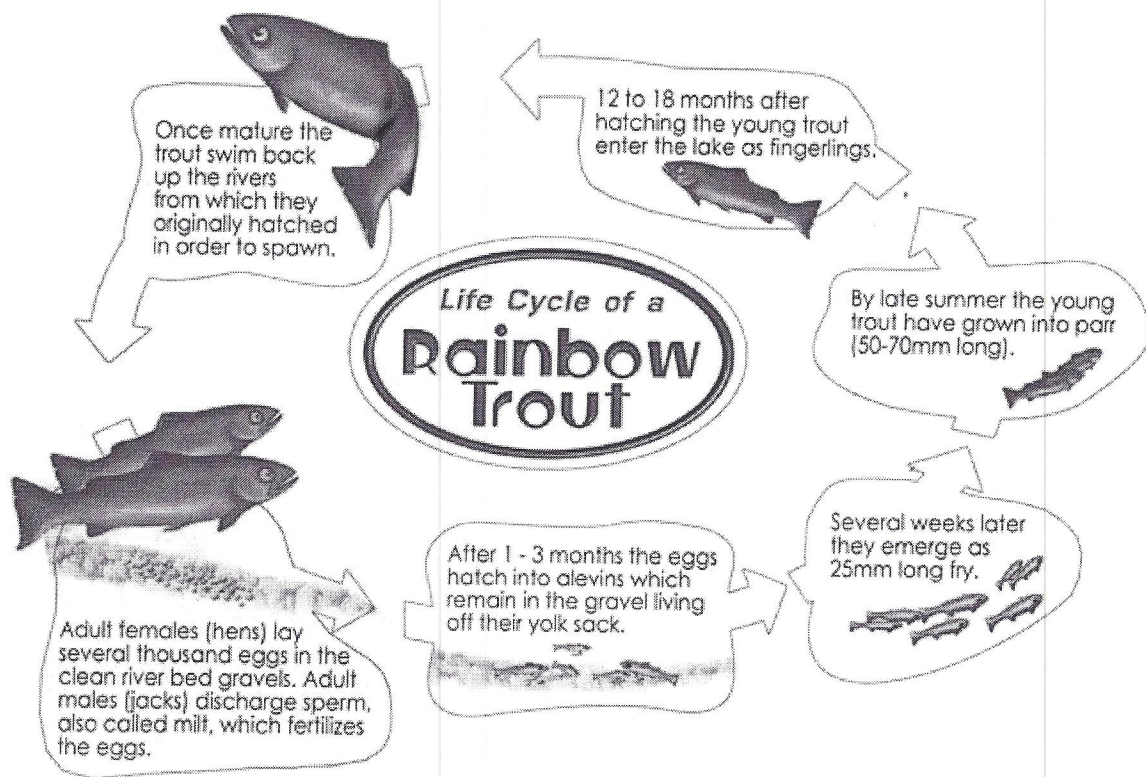 Life Cycle of a
Rainbow
Trout
Adult females (hens) lay
several thousand eggs in the
clean river bed gravels. Adult
males (jacks) discharge sperm,
also called milt, which fertilizes
the eggs.
After 1 - 3 months the eggs
hatch into alevins which
remain in the gravel living
off their yolk sack.
Several weeks later
they emerge as
25mm long fry.
By late summer the young
trout have grown into parr
(50-70mm long).
12 to 18 months after
hatching the young trout
enter the lake as fingerlings.
Once mature the
trout swim back
up the rivers
from which they
originally hatched
in order to spawn.